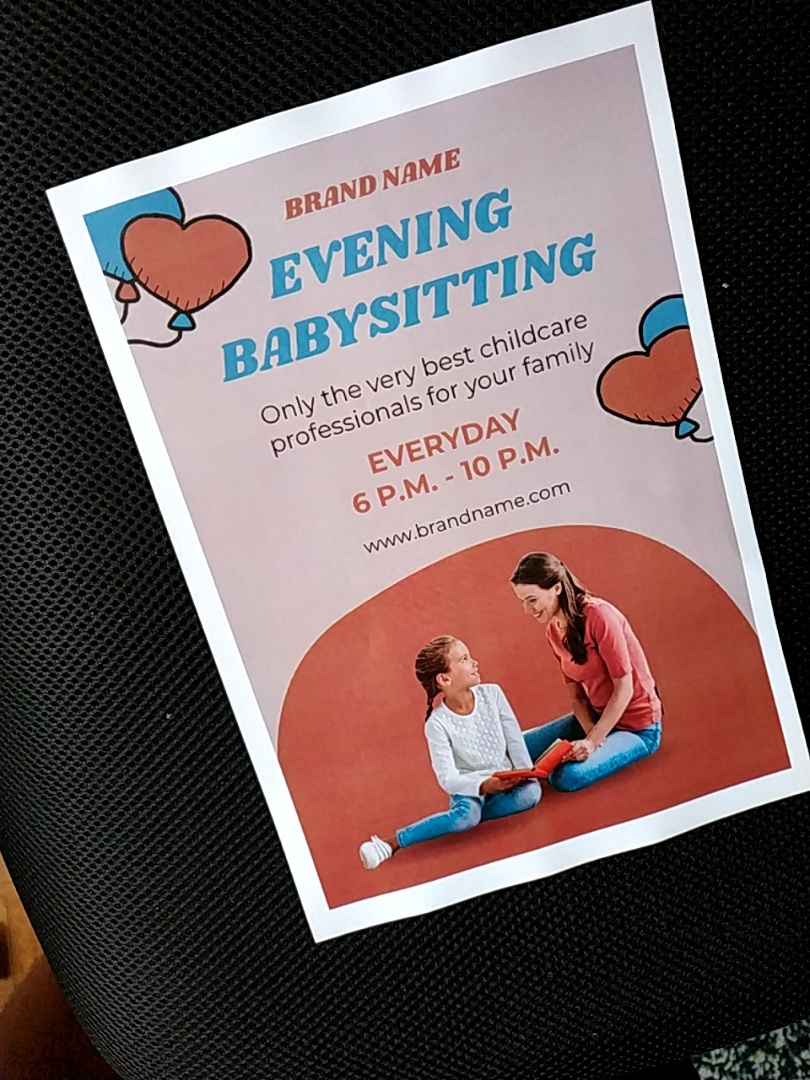 BRAND NAME
EVENING
BABYSITTING
Only the very best childcare
professionals for your family
EVERYDAY
6 P.M. - 10 P.M.
www.brandname.com